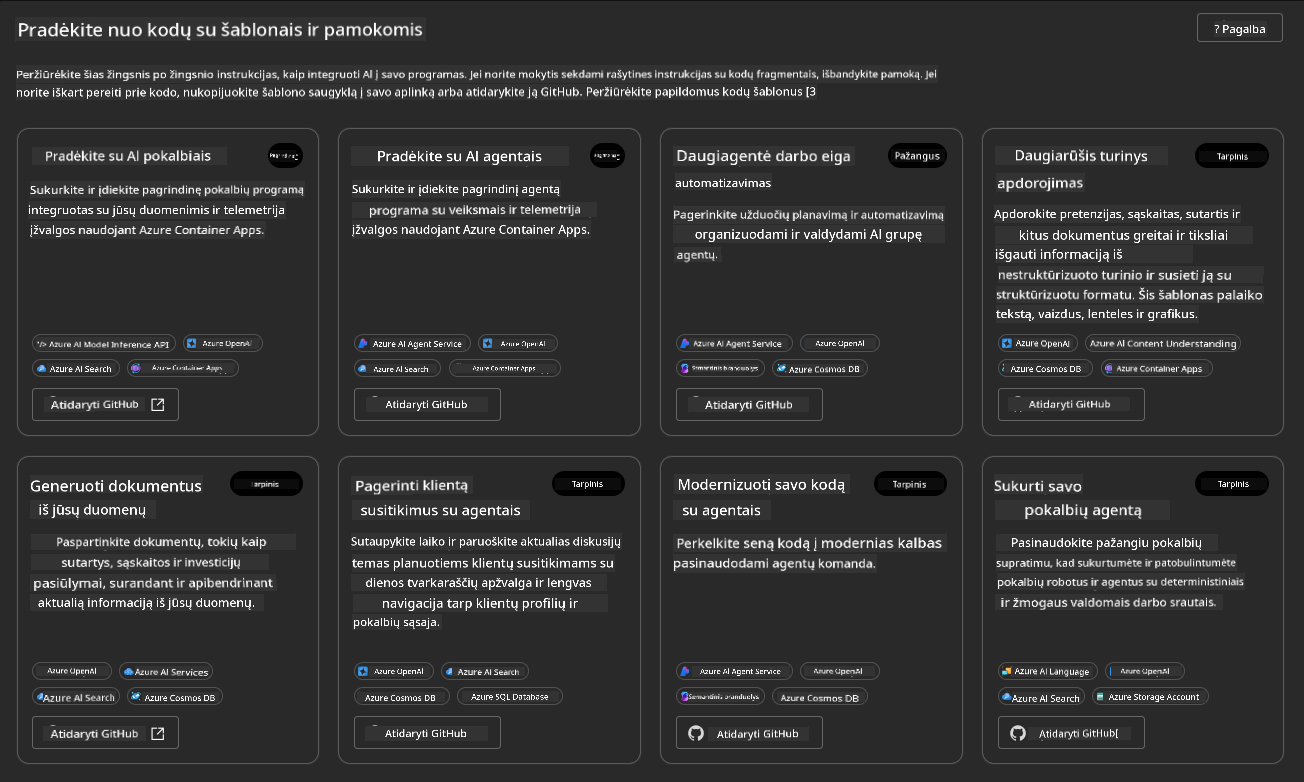 Pradėkite nuo kodų su šablonais ir pamokomis
? Pagalba
Peržiūrėkite šias žingsnis po žingsnio instrukcijas, kaip integruoti AI į savo programas. Jei norite mokytis sekdami rašytines instrukcijas su kodų fragmentais, išbandykite pamoką. Jei
norite iškart pereiti prie kodo, nukopijuokite šablono saugyklą į savo aplinką arba atidarykite ją GitHub. Peržiūrėkite papildomus kodų šablonus [3
Pradėkite su AI pokalbiais
Sukurkite ir įdiekite pagrindinę pokalbių programą
integruotas su jūsų duomenimis ir telemetrija
įžvalgos naudojant Azure Container Apps.
"/> Azure AI Model Inference API
Azure OpenAI
Azure AI Search
Azure Container Apps
Atidaryti GitHub
Pradėkite su AI agentais
Sukurkite ir įdiekite pagrindinį agentą
programa su veiksmais ir telemetrija
įžvalgos naudojant Azure Container Apps.
Azure AI Agent Service
Azure OpenAI
Azure AI Search
Azure Container Apps
Atidaryti GitHub
Daugiagentė darbo eiga
Pažangus
automatizavimas
Pagerinkite užduočių planavimą ir automatizavimą
organizuodami ir valdydami AI grupę
agentų.
Azure AI Agent Service
Azure OpenAI
Semantinis branduolys
Azure Cosmos DB
Atidaryti GitHub
Daugiarūšis turinys
Tarpinis
apdorojimas
Apdorokite pretenzijas, sąskaitas, sutartis ir
kitus dokumentus greitai ir tiksliai
išgauti informaciją iš
nestruktūrizuoto turinio ir susieti ją su
struktūrizuotu formatu. Šis šablonas palaiko
tekstą, vaizdus, lenteles ir grafikus.
Azure OpenAI
Azure AI Content Understanding
Azure Cosmos DB
Azure Container Apps
Atidaryti GitHub
Generuoti dokumentus
Tarpinis
iš jūsų duomenų
Paspartinkite dokumentų, tokių kaip
sutartys, sąskaitos ir investicijų
pasiūlymai, surandant ir apibendrinant
aktualią informaciją iš jūsų duomenų.
Azure OpenAI
Azure AI Services
Azure AI Search
Azure Cosmos DB
Atidaryti GitHub
Pagerinti klientą
Tarpinis
susitikimus su agentais
Sutaupykite laiko ir paruoškite aktualias diskusijų
temas planuotiems klientų susitikimams su
dienos tvarkaraščių apžvalga ir lengvas
navigacija tarp klientų profilių ir
pokalbių sąsaja.
Azure OpenAI
Azure AI Search
Azure Cosmos DB
Azure SQL Database
Atidaryti GitHub
Modernizuoti savo kodą
Tarpinis
su agentais
Perkelkite seną kodą į modernias kalbas
pasinaudodami agentų komanda.
Azure AI Agent Service
Azure OpenAI
Semantinis branduolys
Azure Cosmos DB
Atidaryti GitHub
Sukurti savo
Tarpinis
pokalbių agentą
Pasinaudokite pažangiu pokalbių
supratimu, kad sukurtumėte ir patobulintumėte
pokalbių robotus ir agentus su deterministiniais
ir žmogaus valdomais darbo srautais.
Azure AI Language
Azure OpenAI
Azure AI Search
Azure Storage Account
Atidaryti GitHub[